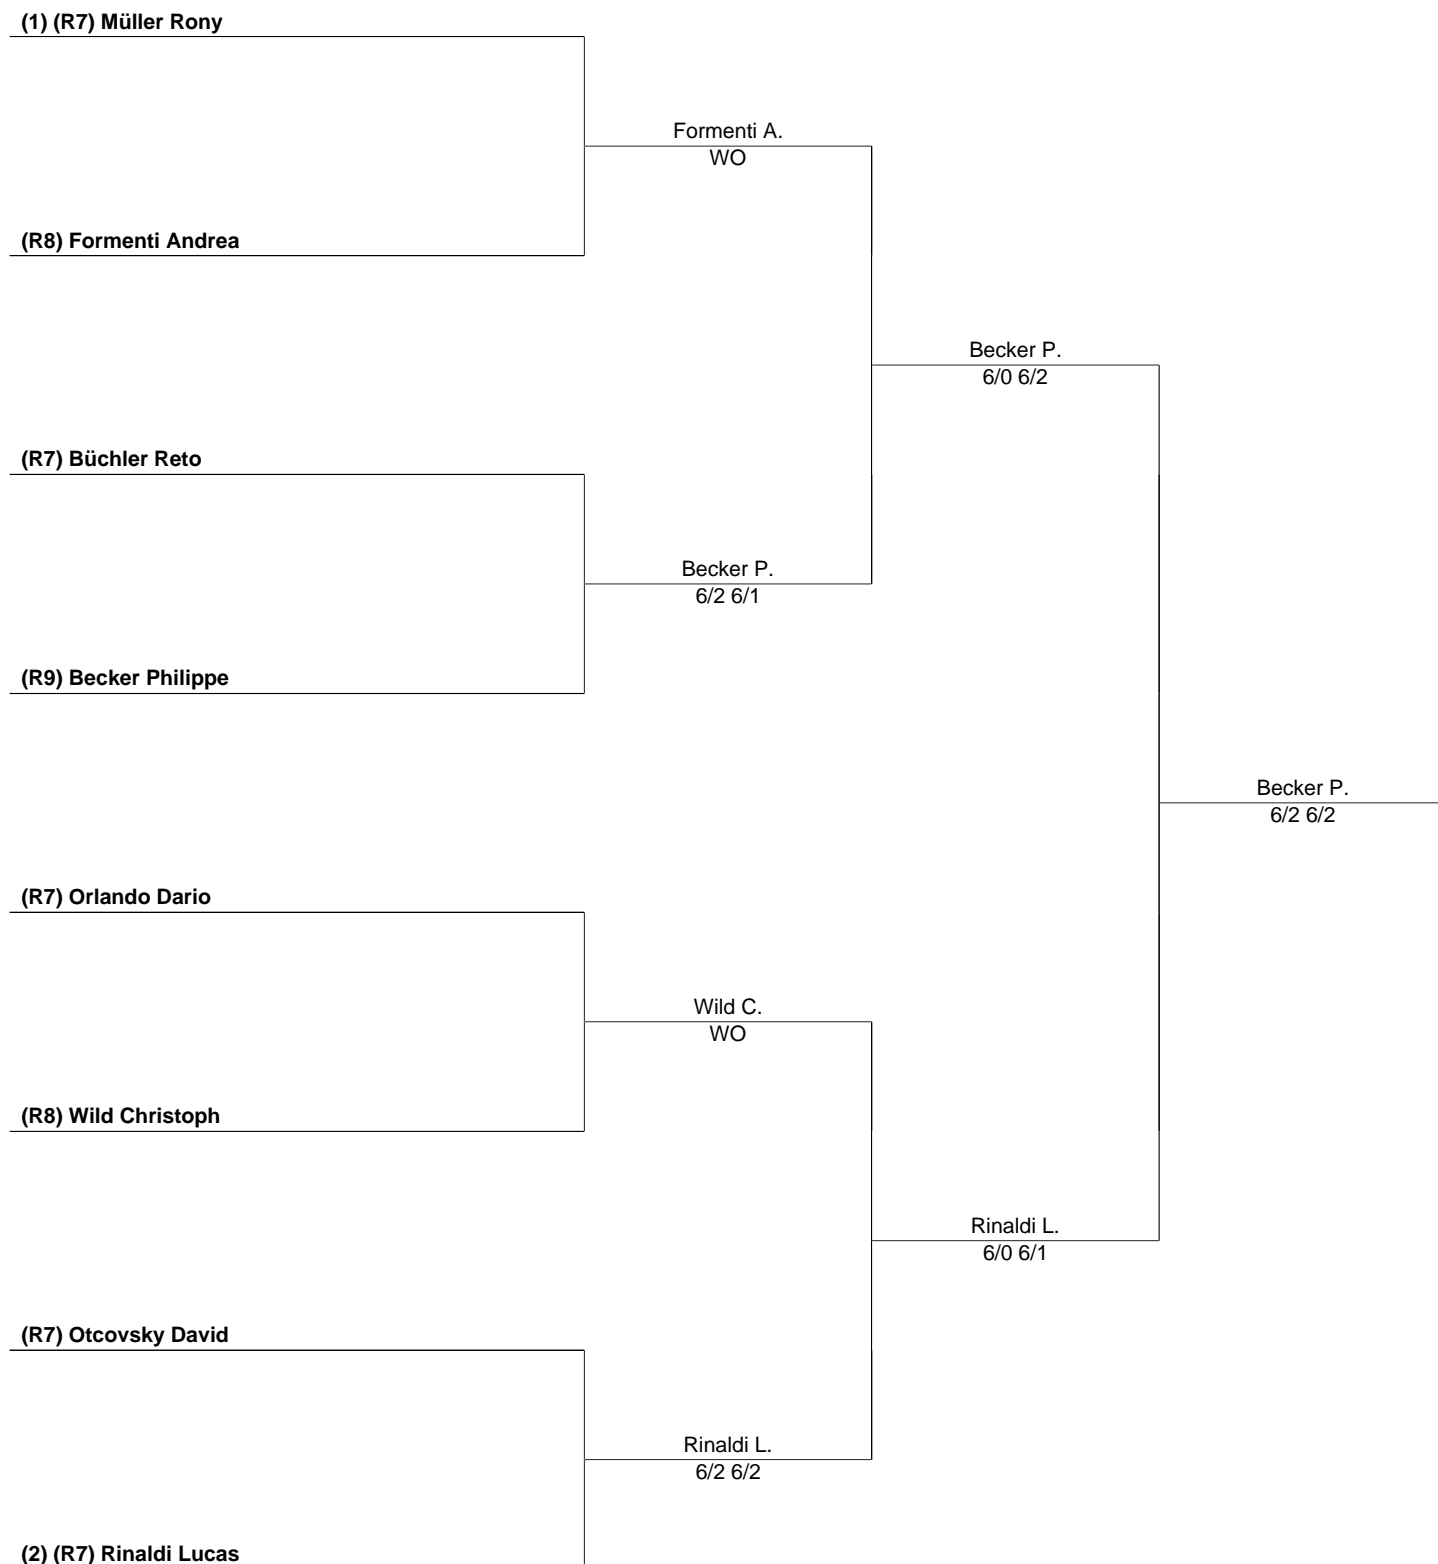 (1) (R7) Müller Rony
Formenti A.
WO
(R8) Formenti Andrea
Becker P.
6/0 6/2
(R7) Büchler Reto
Becker P.
6/2 6/1
(R9) Becker Philippe
Becker P.
6/2 6/2
(R7) Orlando Dario
Wild C.
WO
(R8) Wild Christoph
Rinaldi L.
6/0 6/1
(R7) Otcovsky David
Rinaldi L.
6/2 6/2
(2) (R7) Rinaldi Lucas